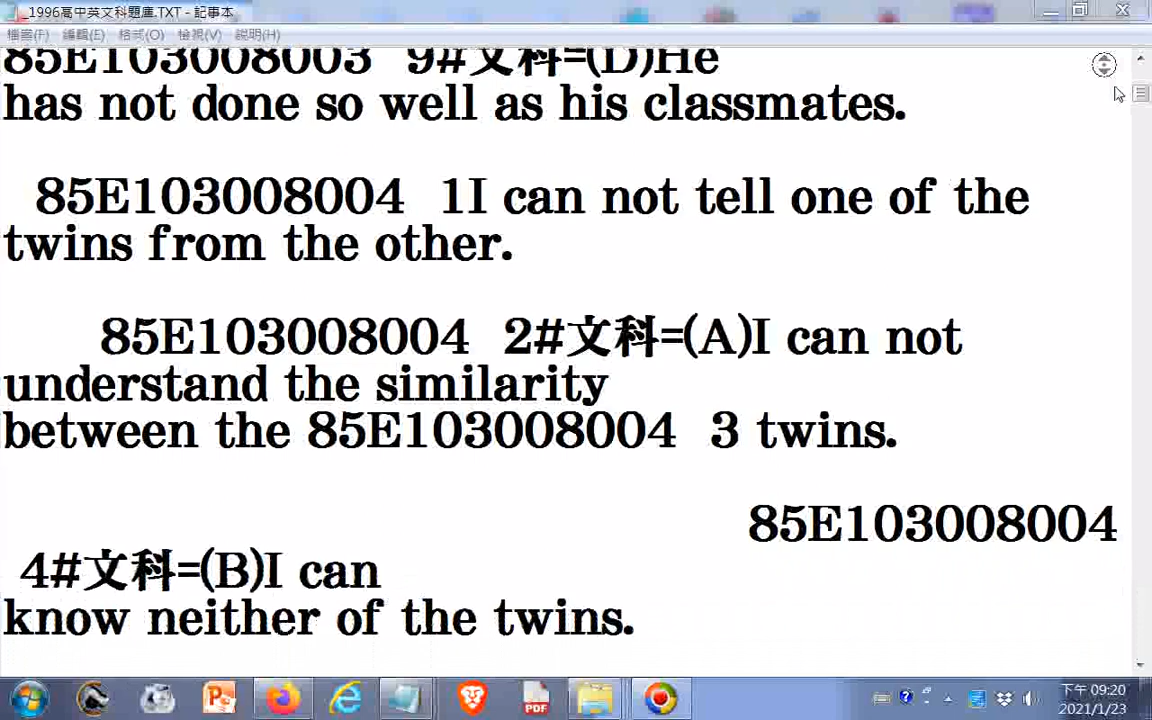 _1996高中英文科題庫.TXT - 記事本
檔案(F) 編輯(E) 格式(O) 檢視(V) 說明(H)
85E103008003 9#文科=(D)He
has not done so well as his classmates.
85E103008004 1I can not tell one of the
twins from the other.
85E103008004 2#文科=(A)I can not
understand the similarity
between the 85E103008004 3 twins.
85E103008004
4#文科=(B)I can
know neither of the twins.
PDF
下午 09:20
2021/1/23